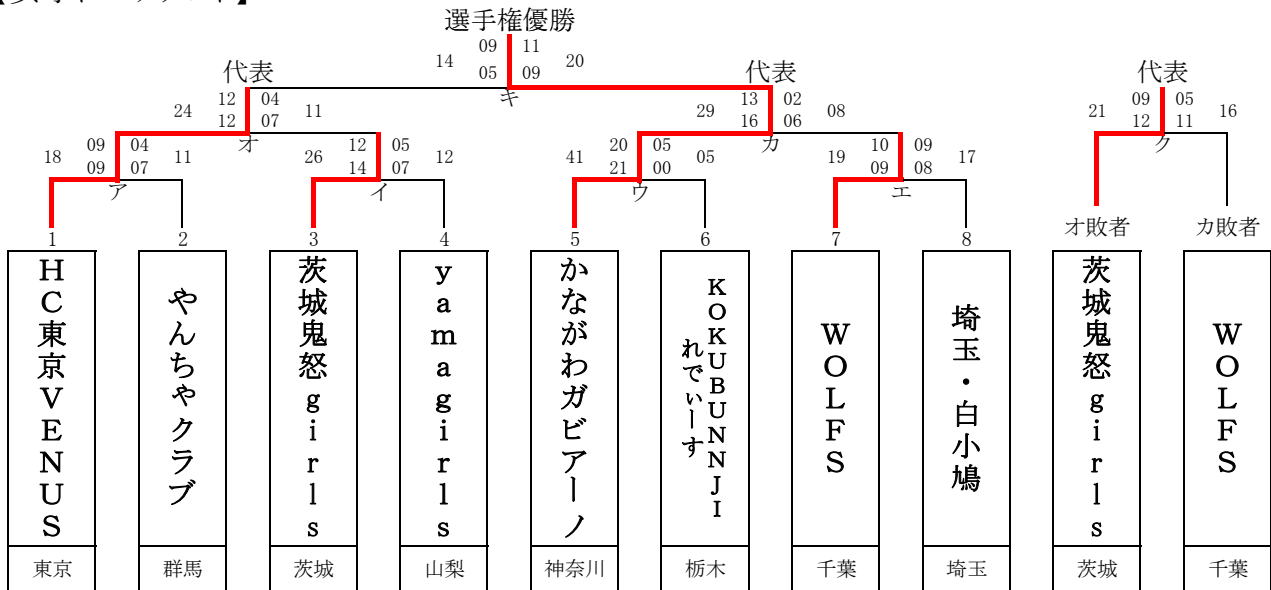 選手権優勝
14 09 11 20
05 09
キ
代表 代表 代表
24 12 04 11
12 07
オ
29 13 02 08
16 06
カ
21 09 05 16
12 11
ク
18 09 04 11
09 07
ア
26 12 05 12
14 07
イ
41 20 05 05
21 00
ウ
19 10 09 17
09 08
エ
オ敗者 カ敗者
1 2 3 4 5 6 7 8
HC東京VENUS
やんちゃクラブ
茨城鬼怒girls
yamagirls
かながわガビアーノ
KOKUBUNNJI
れでぃーす
WOLFS
埼玉・白小鳩
茨城鬼怒girls
WOLFS
東京 群馬 茨城 山梨 神奈川 栃木 千葉 埼玉 茨城 千葉